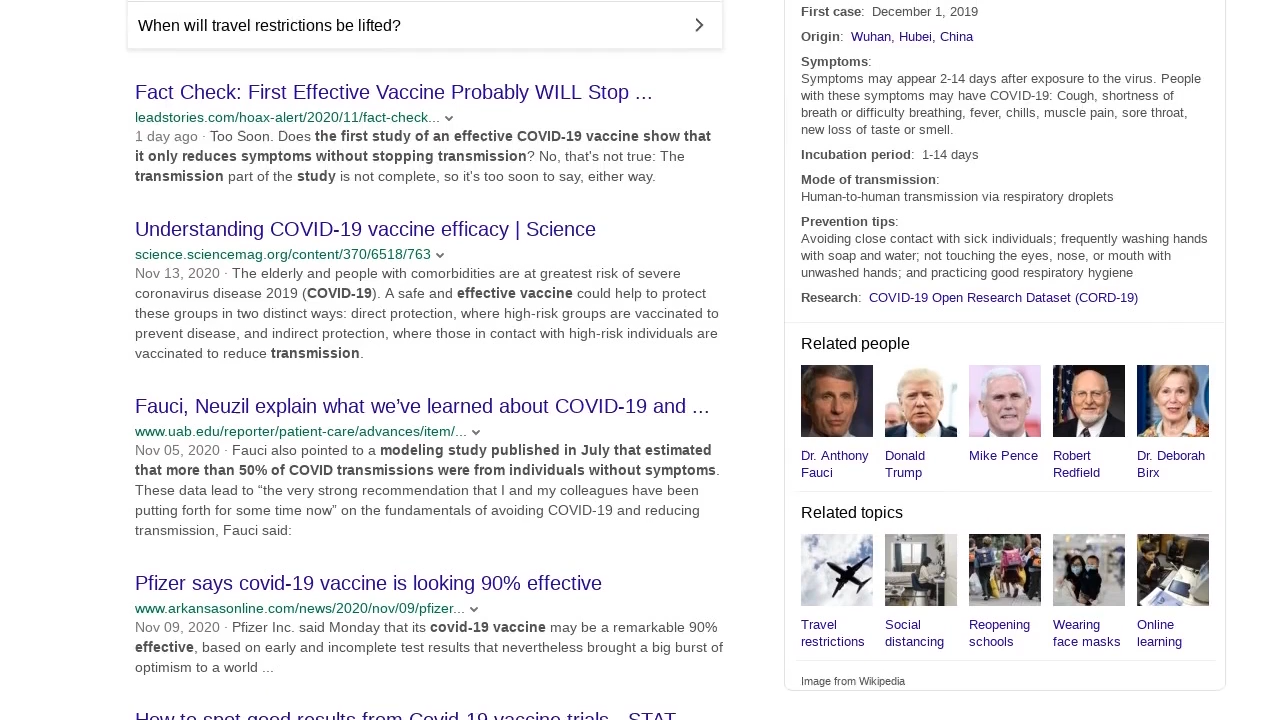 When will travel restrictions be lifted?
Fact Check: First Effective Vaccine Probably WILL Stop ...
leadstories.com/hoax-alert/2020/11/fact-check...
1 day ago · Too Soon. Does the first study of an effective COVID-19 vaccine show that
it only reduces symptoms without stopping transmission? No, that's not true: The
transmission part of the study is not complete, so it's too soon to say, either way.
Understanding COVID-19 vaccine efficacy | Science
science.sciencemag.org/content/370/6518/763
Nov 13, 2020 · The elderly and people with comorbidities are at greatest risk of severe
coronavirus disease 2019 (COVID-19). A safe and effective vaccine could help to protect
these groups in two distinct ways: direct protection, where high-risk groups are vaccinated to
prevent disease, and indirect protection, where those in contact with high-risk individuals are
vaccinated to reduce transmission.
Fauci, Neuzil explain what we've learned about COVID-19 and ...
www.uab.edu/reporter/patient-care/advances/item/...
Nov 05, 2020 · Fauci also pointed to a modeling study published in July that estimated
that more than 50% of COVID transmissions were from individuals without symptoms.
These data lead to “the very strong recommendation that I and my colleagues have been
putting forth for some time now” on the fundamentals of avoiding COVID-19 and reducing
transmission, Fauci said:
Pfizer says covid-19 vaccine is looking 90% effective
www.arkansasonline.com/news/2020/nov/09/pfizer...
Nov 09, 2020 · Pfizer Inc. said Monday that its covid-19 vaccine may be a remarkable 90%
effective, based on early and incomplete test results that nevertheless brought a big burst of
optimism to a world ...
How to spot good results from Covid-19 vaccine trials - STAT
First case: December 1, 2019
Origin: Wuhan, Hubei, China
Symptoms:
Symptoms may appear 2-14 days after exposure to the virus. People
with these symptoms may have COVID-19: Cough, shortness of
breath or difficulty breathing, fever, chills, muscle pain, sore throat,
new loss of taste or smell.
Incubation period: 1-14 days
Mode of transmission:
Human-to-human transmission via respiratory droplets
Prevention tips:
Avoiding close contact with sick individuals; frequently washing hands
with soap and water; not touching the eyes, nose, or mouth with
unwashed hands; and practicing good respiratory hygiene
Research: COVID-19 Open Research Dataset (CORD-19)
Related people
Dr. Anthony Fauci
Donald Trump
Mike Pence
Robert Redfield
Dr. Deborah Birx
Related topics
Travel restrictions
Social distancing
Reopening schools
Wearing face masks
Online learning
Image from Wikipedia